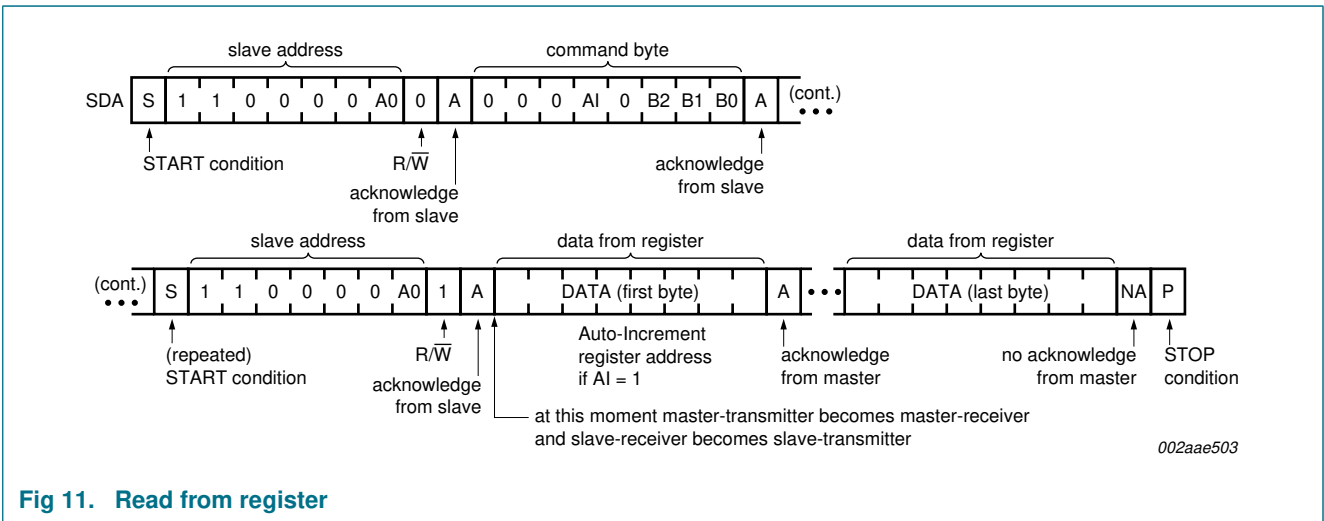 slave address command byte
SDA S 1 1 0 0 0 0 A0 0 A 0 0 0 AI 0 B2 B1 B0 A (cont.)
START condition R/W̅ acknowledge
acknowledge from slave
from slave
slave address data from register data from register
(cont.) S 1 1 0 0 0 0 A0 1 A DATA (first byte) A DATA (last byte) NA P
(repeated) R/W̅ Auto-Increment acknowledge no acknowledge STOP
START condition acknowledge register address from master from master condition
from slave if AI = 1
at this moment master-transmitter becomes master-receiver
and slave-receiver becomes slave-transmitter
002aae503
Fig 11. Read from register